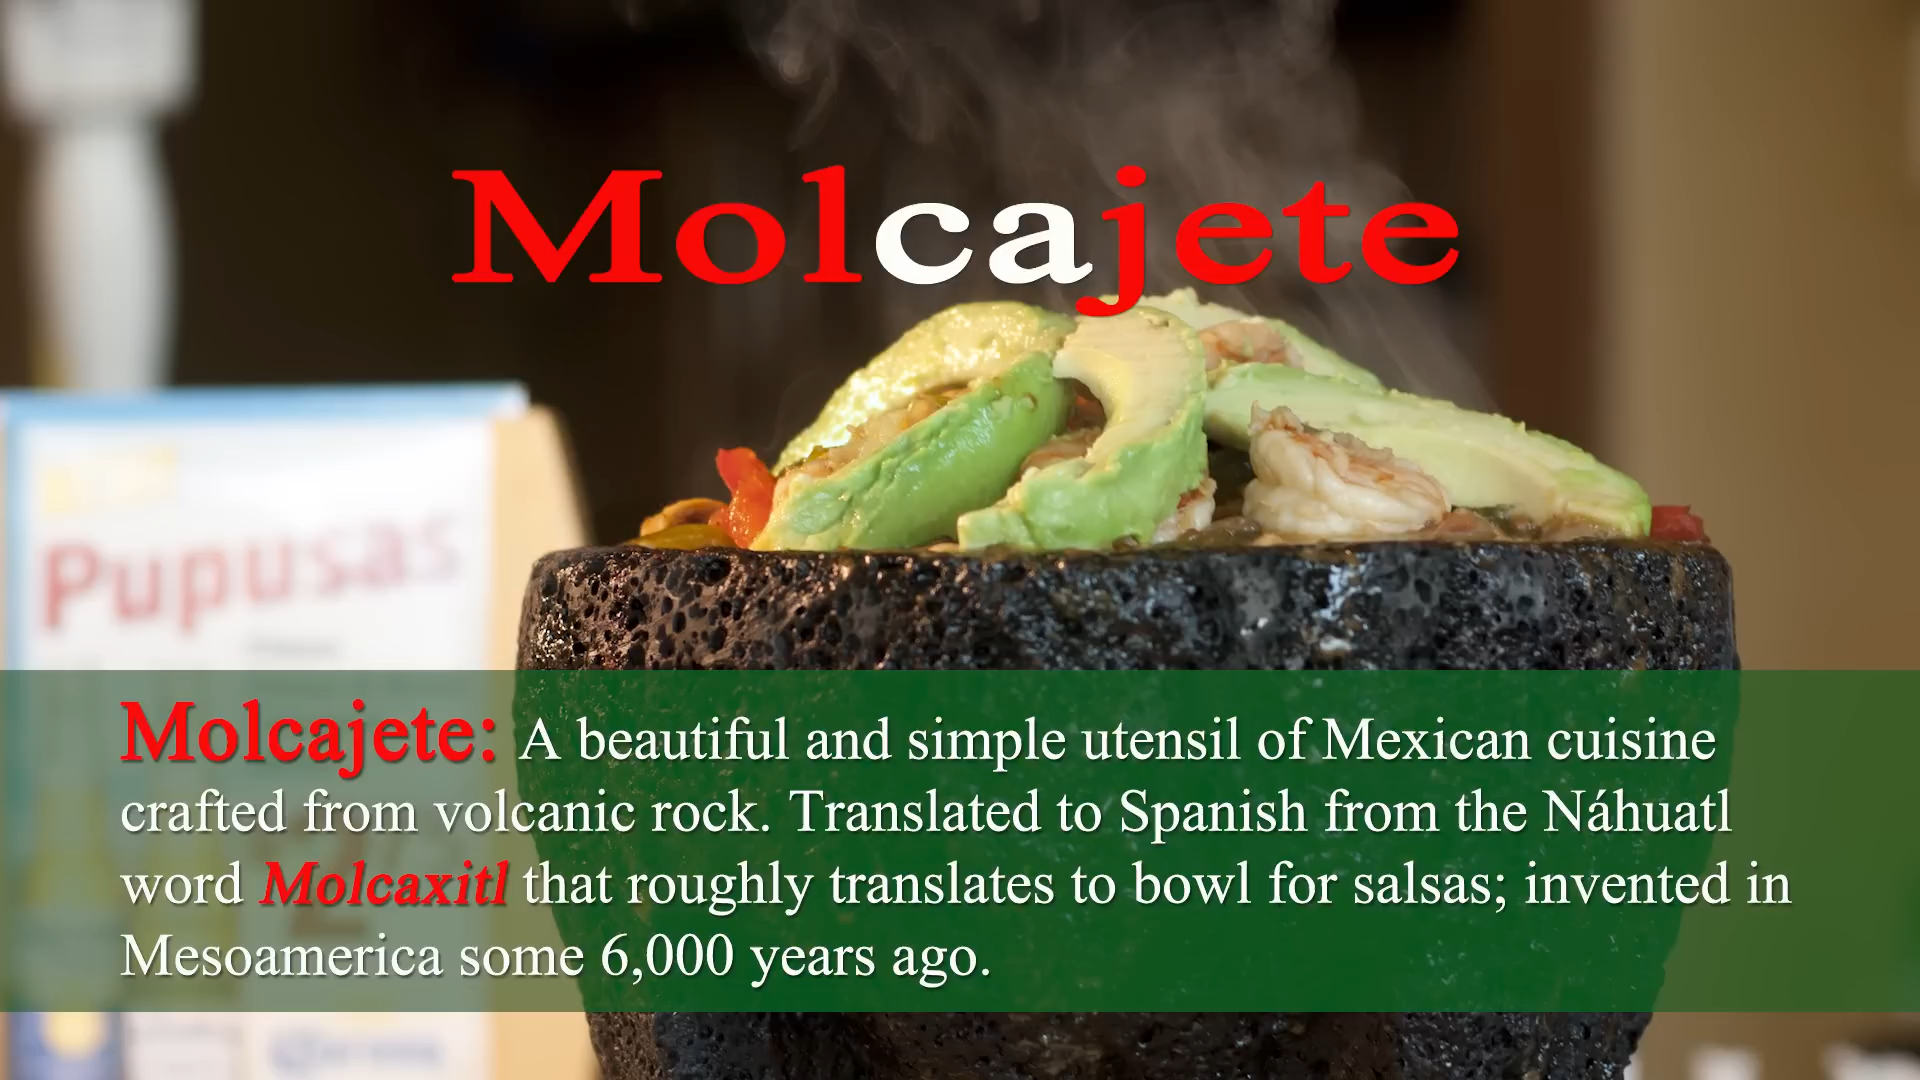 Molcajete
Pupusas
Molcajete: A beautiful and simple utensil of Mexican cuisine
crafted from volcanic rock. Translated to Spanish from the Náhuatl
word Molcaxitl that roughly translates to bowl for salsas; invented in
Mesoamerica some 6,000 years ago.
Corona